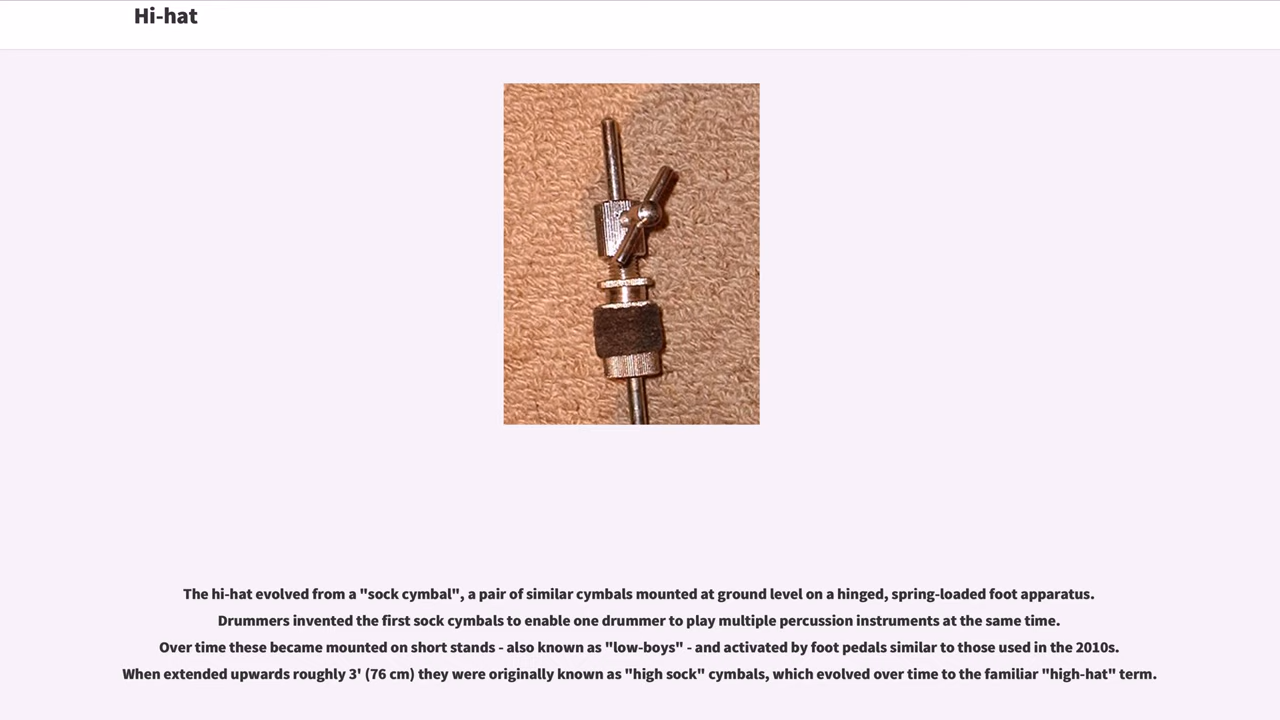 Hi-hat
The hi-hat evolved from a "sock cymbal", a pair of similar cymbals mounted at ground level on a hinged, spring-loaded foot apparatus.
Drummers invented the first sock cymbals to enable one drummer to play multiple percussion instruments at the same time.
Over time these became mounted on short stands - also known as "low-boys" - and activated by foot pedals similar to those used in the 2010s.
When extended upwards roughly 3' (76 cm) they were originally known as "high sock" cymbals, which evolved over time to the familiar "high-hat" term.